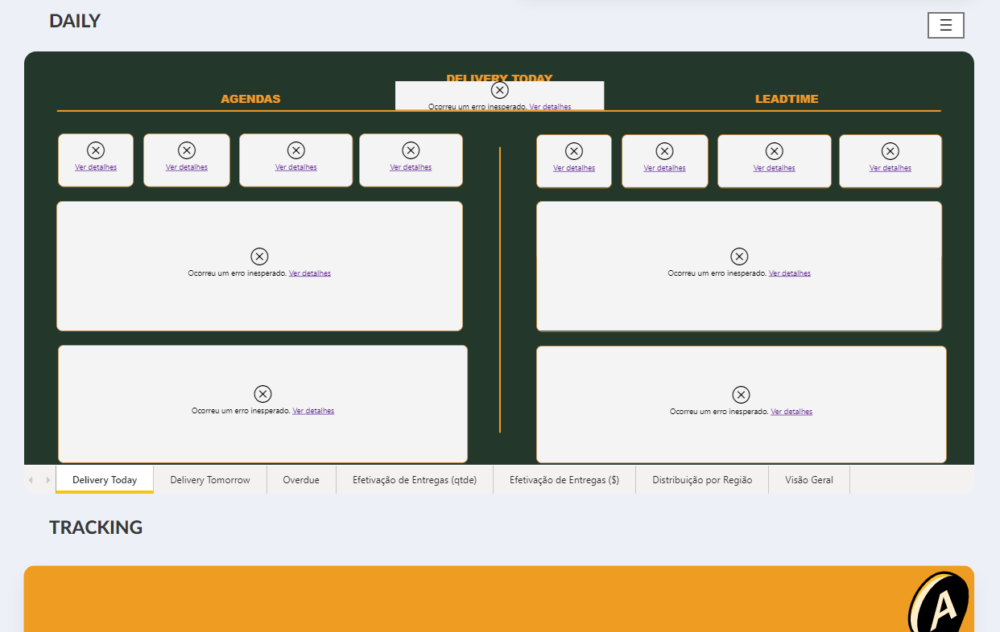 DAILY
☰
DELIVERY TODAY
AGENDAS
Ocorreu um erro inesperado. Ver detalhes
LEADTIME
Ver detalhes
Ver detalhes
Ver detalhes
Ver detalhes
Ver detalhes
Ver detalhes
Ver detalhes
Ver detalhes
Ocorreu um erro inesperado. Ver detalhes
Ocorreu um erro inesperado. Ver detalhes
Ocorreu um erro inesperado. Ver detalhes
Ocorreu um erro inesperado. Ver detalhes
Delivery Today
Delivery Tomorrow
Overdue
Efetivação de Entregas (qtde)
Efetivação de Entregas ($)
Distribuição por Região
Visão Geral
TRACKING
A